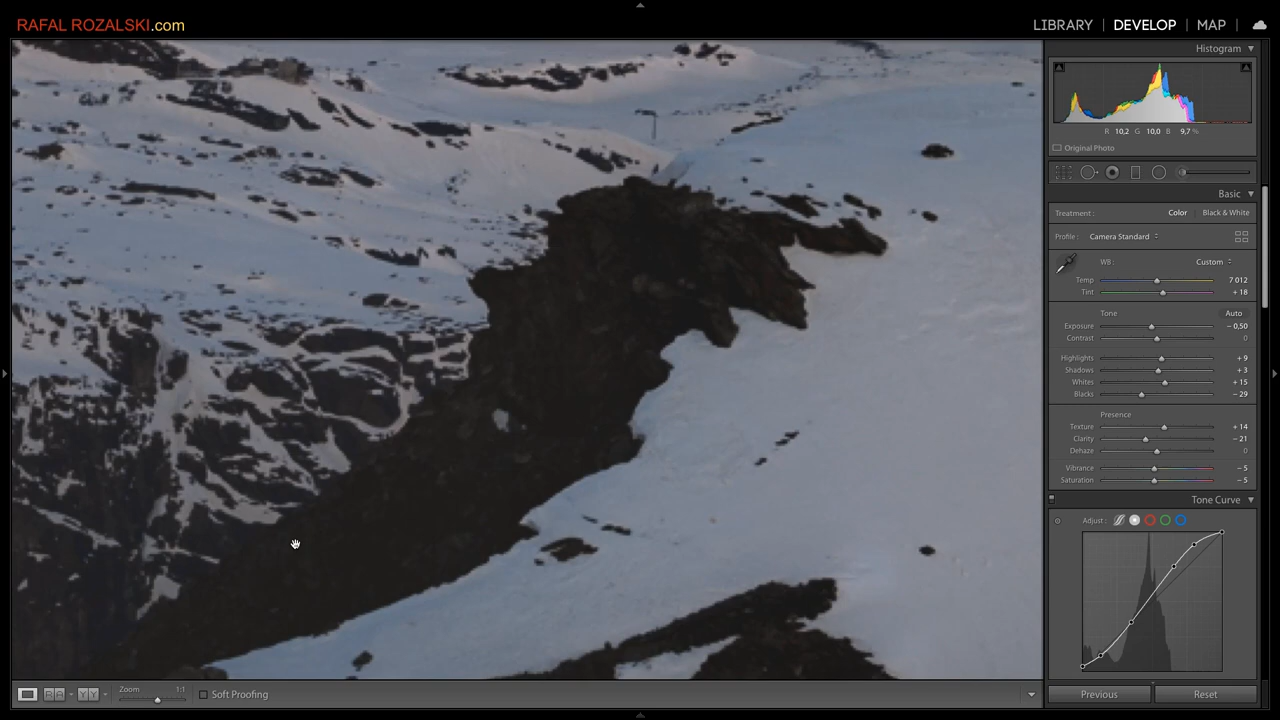 RAFAL ROZALSKI.com
LIBRARY | DEVELOP | MAP |
Histogram
R 10,2 G 10,0 B 9,7 %
Original Photo
Basic
Treatment : Color Black & White
Profile : Camera Standard
WB : Custom
Temp 7 012
Tint + 18
Tone Auto
Exposure − 0,50
Contrast 0
Highlights + 9
Shadows + 3
Whites + 15
Blacks − 29
Presence
Texture + 14
Clarity − 21
Dehaze 0
Vibrance − 5
Saturation − 5
Tone Curve
Adjust :
R A Y Y Zoom 1:1 Soft Proofing
Previous Reset